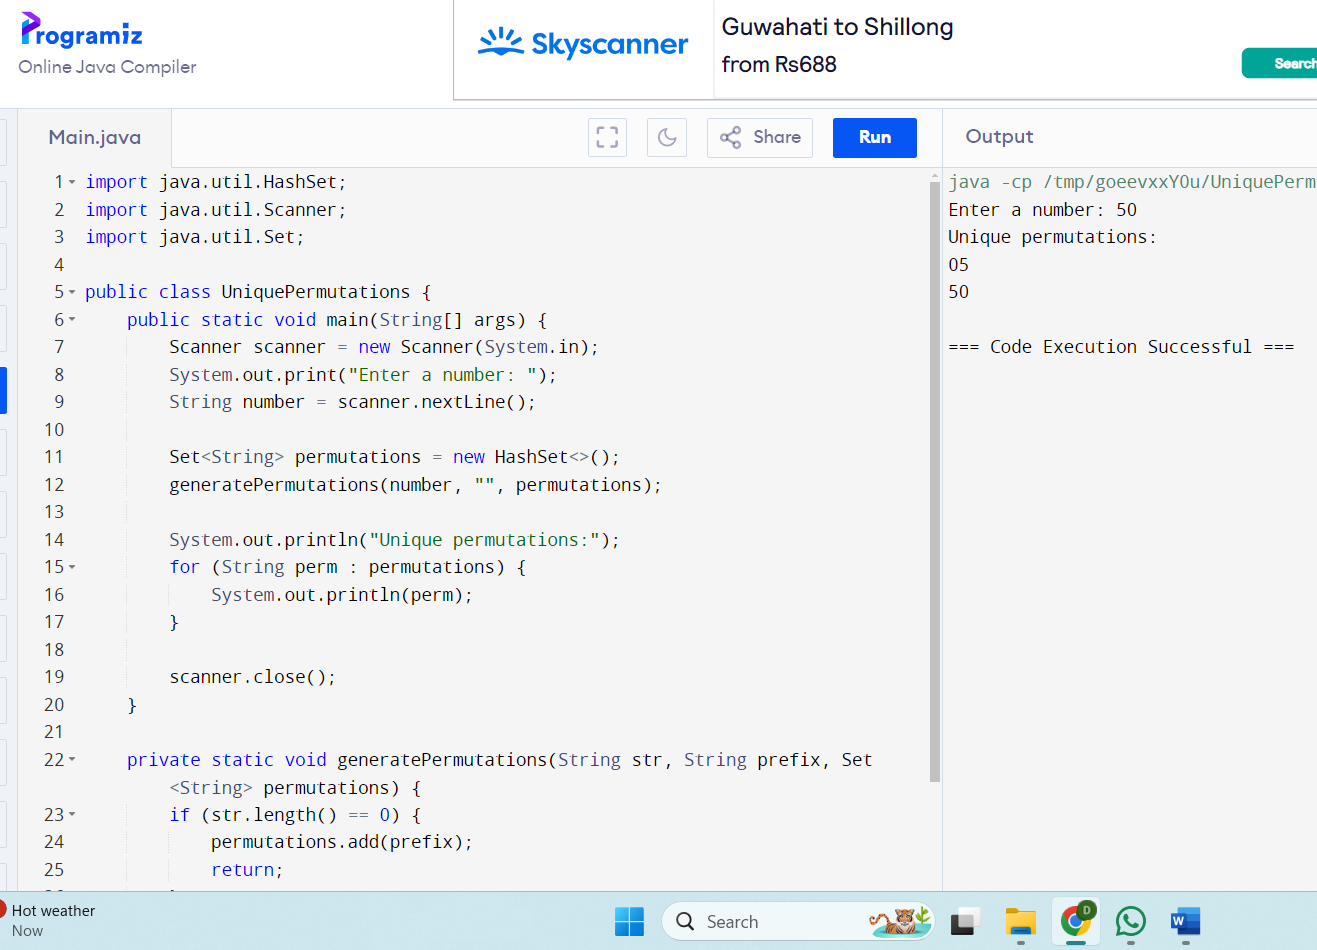 Programiz
Online Java Compiler
Skyscanner
Guwahati to Shillong
from Rs688
Search
Main.java
Share
Run
Output
1 import java.util.HashSet;
2 import java.util.Scanner;
3 import java.util.Set;
4
5 public class UniquePermutations {
6 public static void main(String[] args) {
7 Scanner scanner = new Scanner(System.in);
8 System.out.print("Enter a number: ");
9 String number = scanner.nextLine();
10
11 Set<String> permutations = new HashSet<>();
12 generatePermutations(number, "", permutations);
13
14 System.out.println("Unique permutations:");
15 for (String perm : permutations) {
16 System.out.println(perm);
17 }
18
19 scanner.close();
20 }
21
22 private static void generatePermutations(String str, String prefix, Set
<String> permutations) {
23 if (str.length() == 0) {
24 permutations.add(prefix);
25 return;
java -cp /tmp/goeevxxY0u/UniquePerm
Enter a number: 50
Unique permutations:
05
50
=== Code Execution Successful ===
Hot weather
Now
Search
D
W